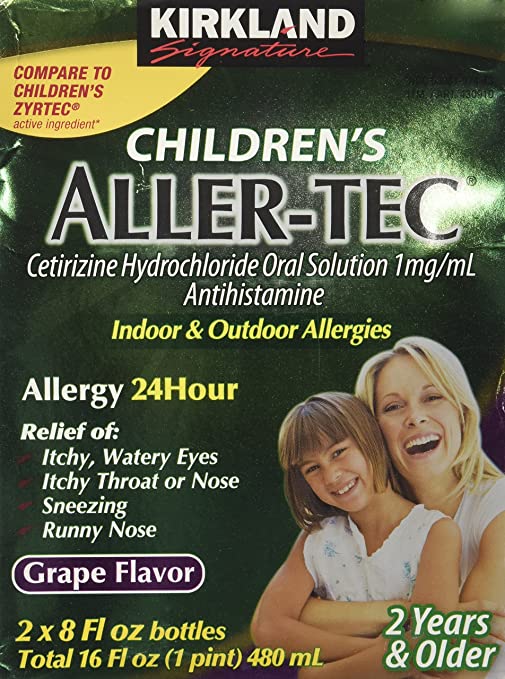 KIRKLAND
Signature
COMPARE TO
CHILDREN'S
ZYRTEC®
active ingredient*
CHILDREN'S
ALLER-TEC®
Cetirizine Hydrochloride Oral Solution 1mg/mL
Antihistamine
Indoor & Outdoor Allergies
Allergy 24Hour
Relief of:
Itchy, Watery Eyes
Itchy Throat or Nose
Sneezing
Runny Nose
Grape Flavor
2 x 8 Fl oz bottles
Total 16 Fl oz (1 pint) 480 mL
2 Years
& Older